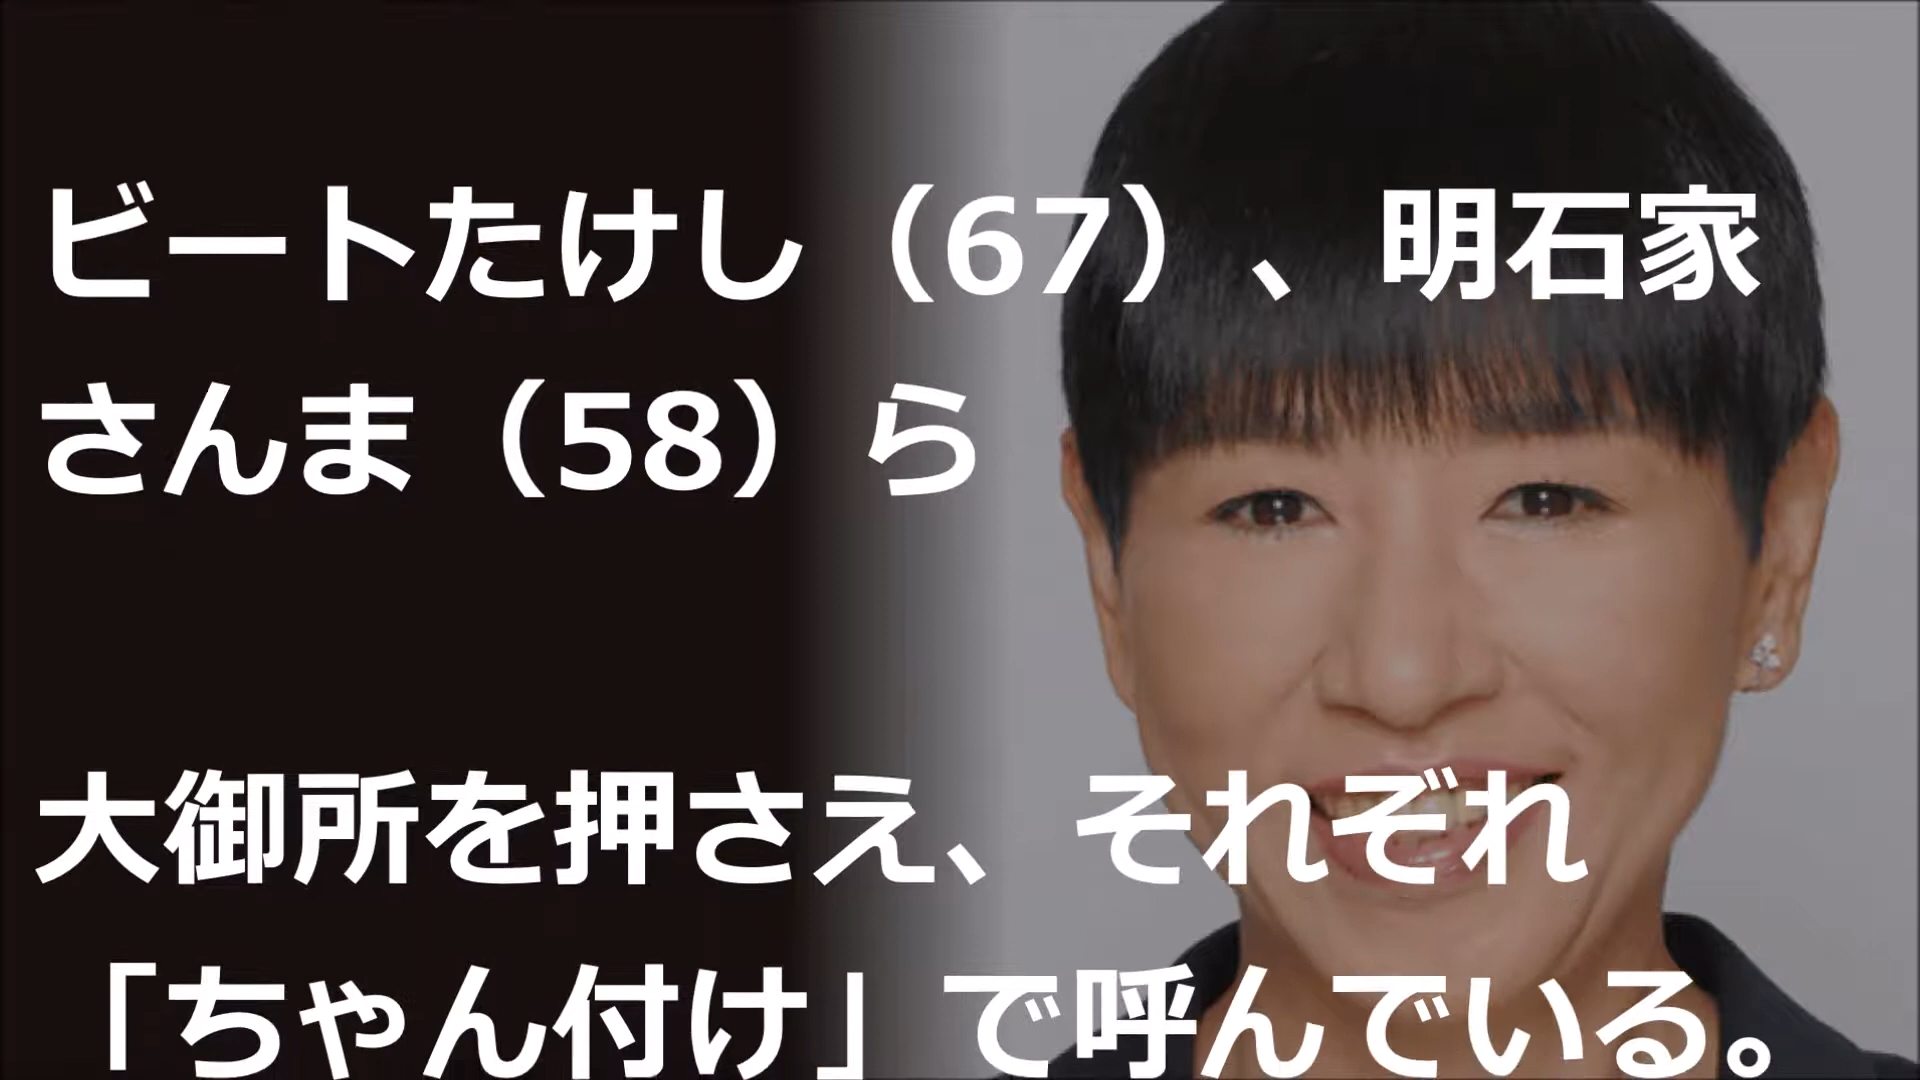 ビートたけし（67）、明石家
さんま（58）ら
大御所を押さえ、それぞれ
「ちゃん付け」で呼んでいる。